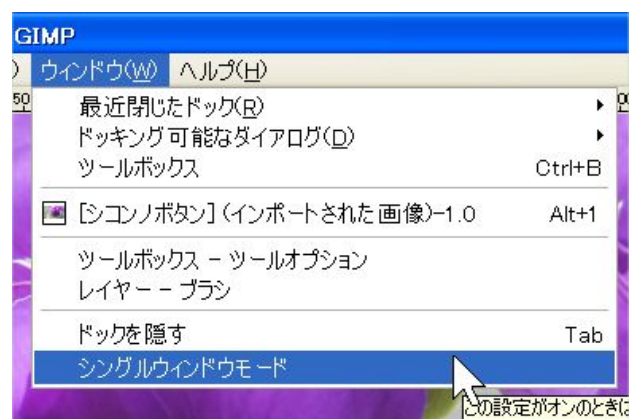 GIMP
) ウィンドウ(W) ヘルプ(H)
50
最近閉じたドック(R)
ドッキング可能なダイアログ(D)
ツールボックス Ctrl+B
[シコンノボタン] (インポートされた画像)-1.0 Alt+1
ツールボックス - ツールオプション
レイヤー - ブラシ
ドックを隠す Tab
シングルウィンドウモード
この設定がオンのときは